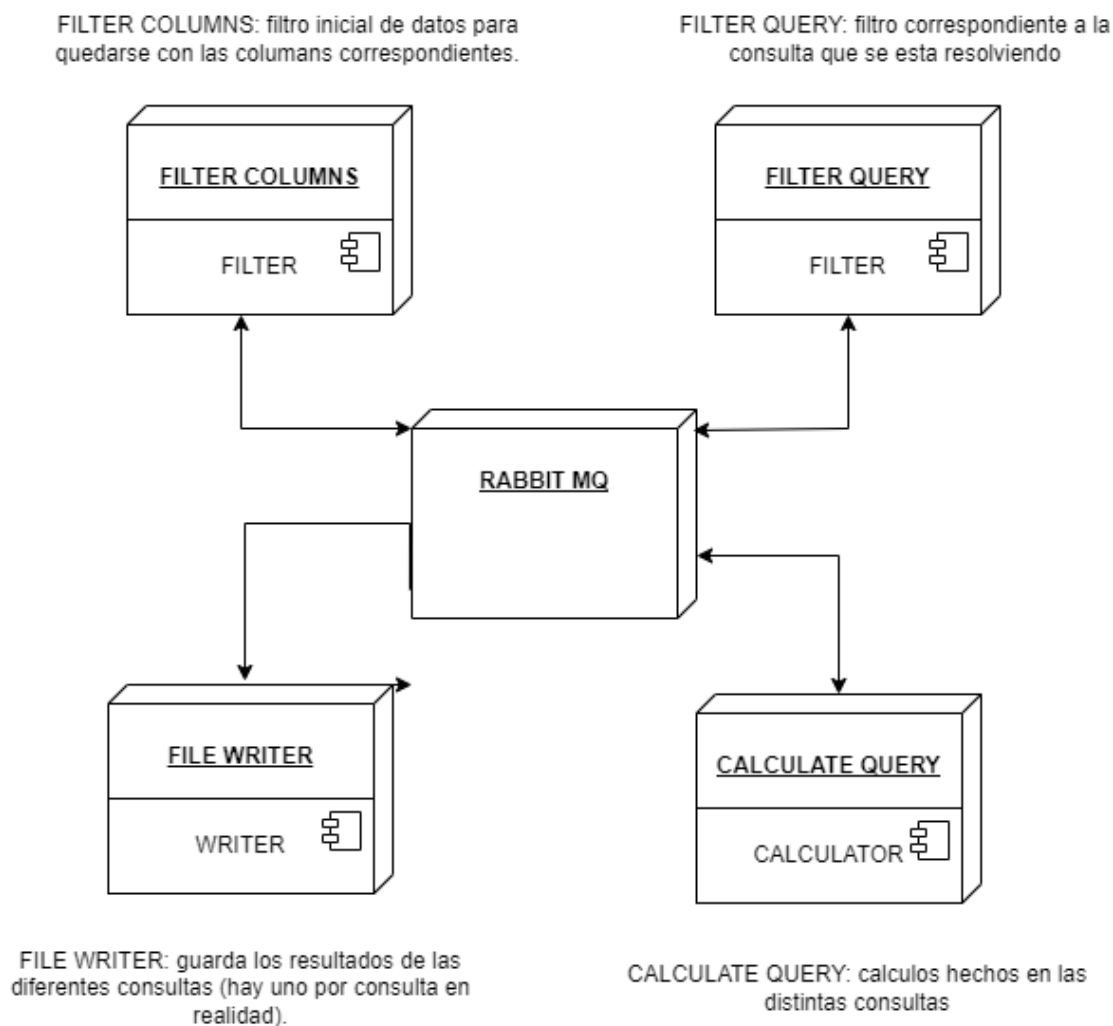 FILTER COLUMNS: filtro inicial de datos para
quedarse con las columans correspondientes.
FILTER QUERY: filtro correspondiente a la
consulta que se esta resolviendo
FILTER COLUMNS
FILTER
FILTER QUERY
FILTER
RABBIT MQ
FILE WRITER
WRITER
CALCULATE QUERY
CALCULATOR
FILE WRITER: guarda los resultados de las
diferentes consultas (hay uno por consulta en
realidad).
CALCULATE QUERY: calculos hechos en las
distintas consultas